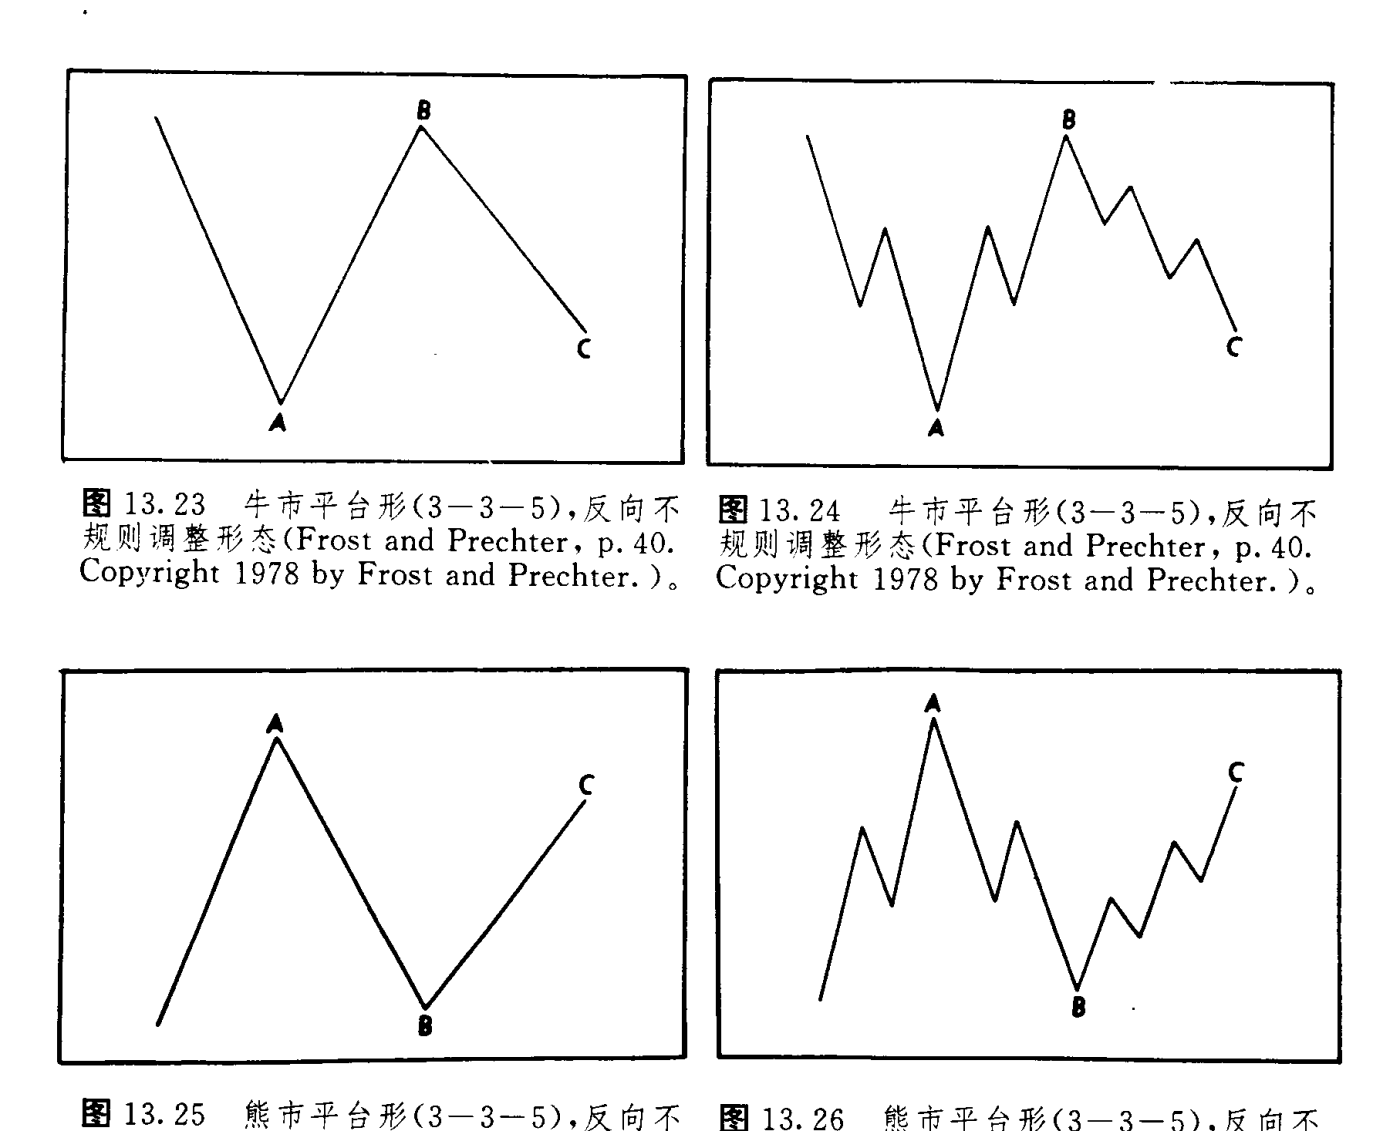 B
A
C
B
A
C
图 13.23 牛市平台形(3-3-5),反向不
规则调整形态(Frost and Prechter, p. 40.
Copyright 1978 by Frost and Prechter. )。
图 13.24 牛市平台形(3-3-5),反向不
规则调整形态(Frost and Prechter, p. 40.
Copyright 1978 by Frost and Prechter. )。
A
C
B
A
C
B
图 13.25 熊市平台形(3-3-5),反向不
图 13.26 熊市平台形(3-3-5),反向不